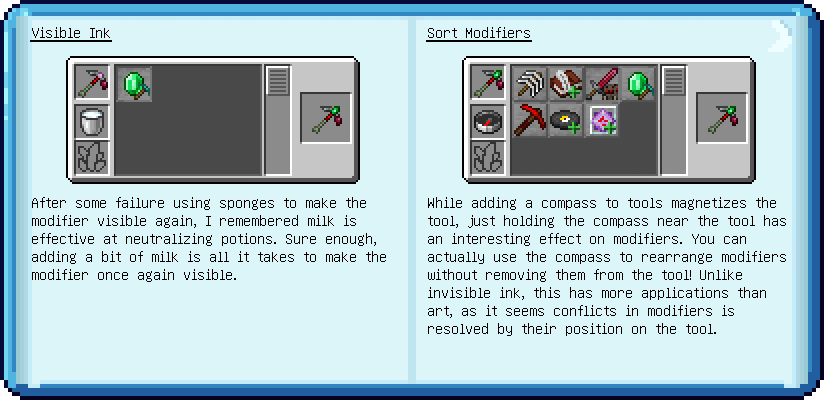 Visible Ink
After some failure using sponges to make the
modifier visible again, I remembered milk is
effective at neutralizing potions. Sure enough,
adding a bit of milk is all it takes to make the
modifier once again visible.
Sort Modifiers
While adding a compass to tools magnetizes the
tool, just holding the compass near the tool has
an interesting effect on modifiers. You can
actually use the compass to rearrange modifiers
without removing them from the tool! Unlike
invisible ink, this has more applications than
art, as it seems conflicts in modifiers is
resolved by their position on the tool.